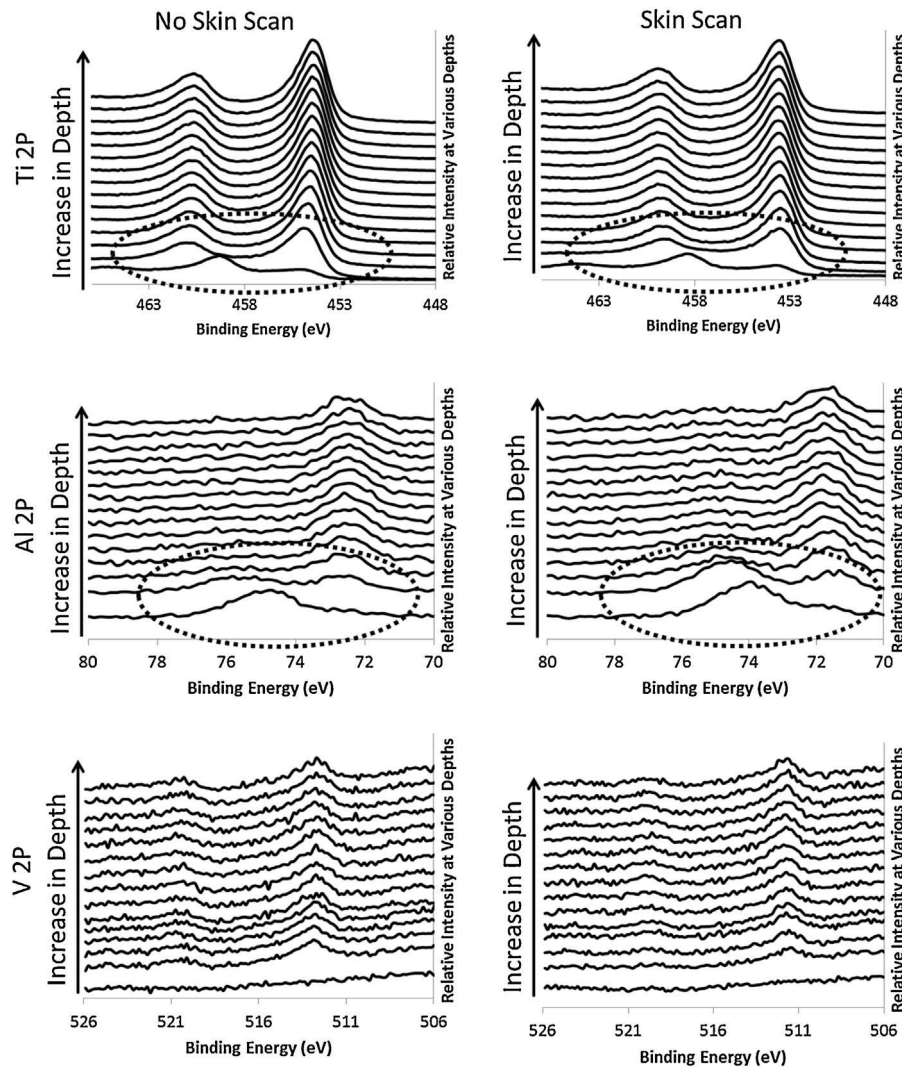 No Skin Scan
Skin Scan
Ti 2P
Increase in Depth
Relative Intensity at Various Depths
463 458 453 448
Binding Energy (eV)
Increase in Depth
Relative Intensity at Various Depths
463 458 453 448
Binding Energy (eV)
Al 2P
Increase in Depth
Relative Intensity at Various Depths
80 78 76 74 72 70
Binding Energy (eV)
Increase in Depth
Relative Intensity at Various Depths
80 78 76 74 72 70
Binding Energy (eV)
V 2P
Increase in Depth
Relative Intensity at Various Depths
526 521 516 511 506
Binding Energy (eV)
Increase in Depth
Relative Intensity at Various Depths
526 521 516 511 506
Binding Energy (eV)